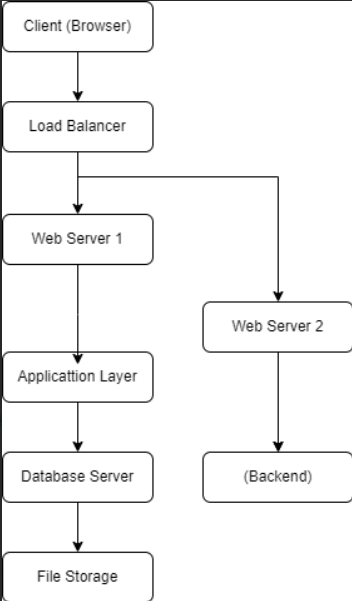 Client (Browser)
Load Balancer
Web Server 1
Web Server 2
Applicattion Layer
Database Server
(Backend)
File Storage